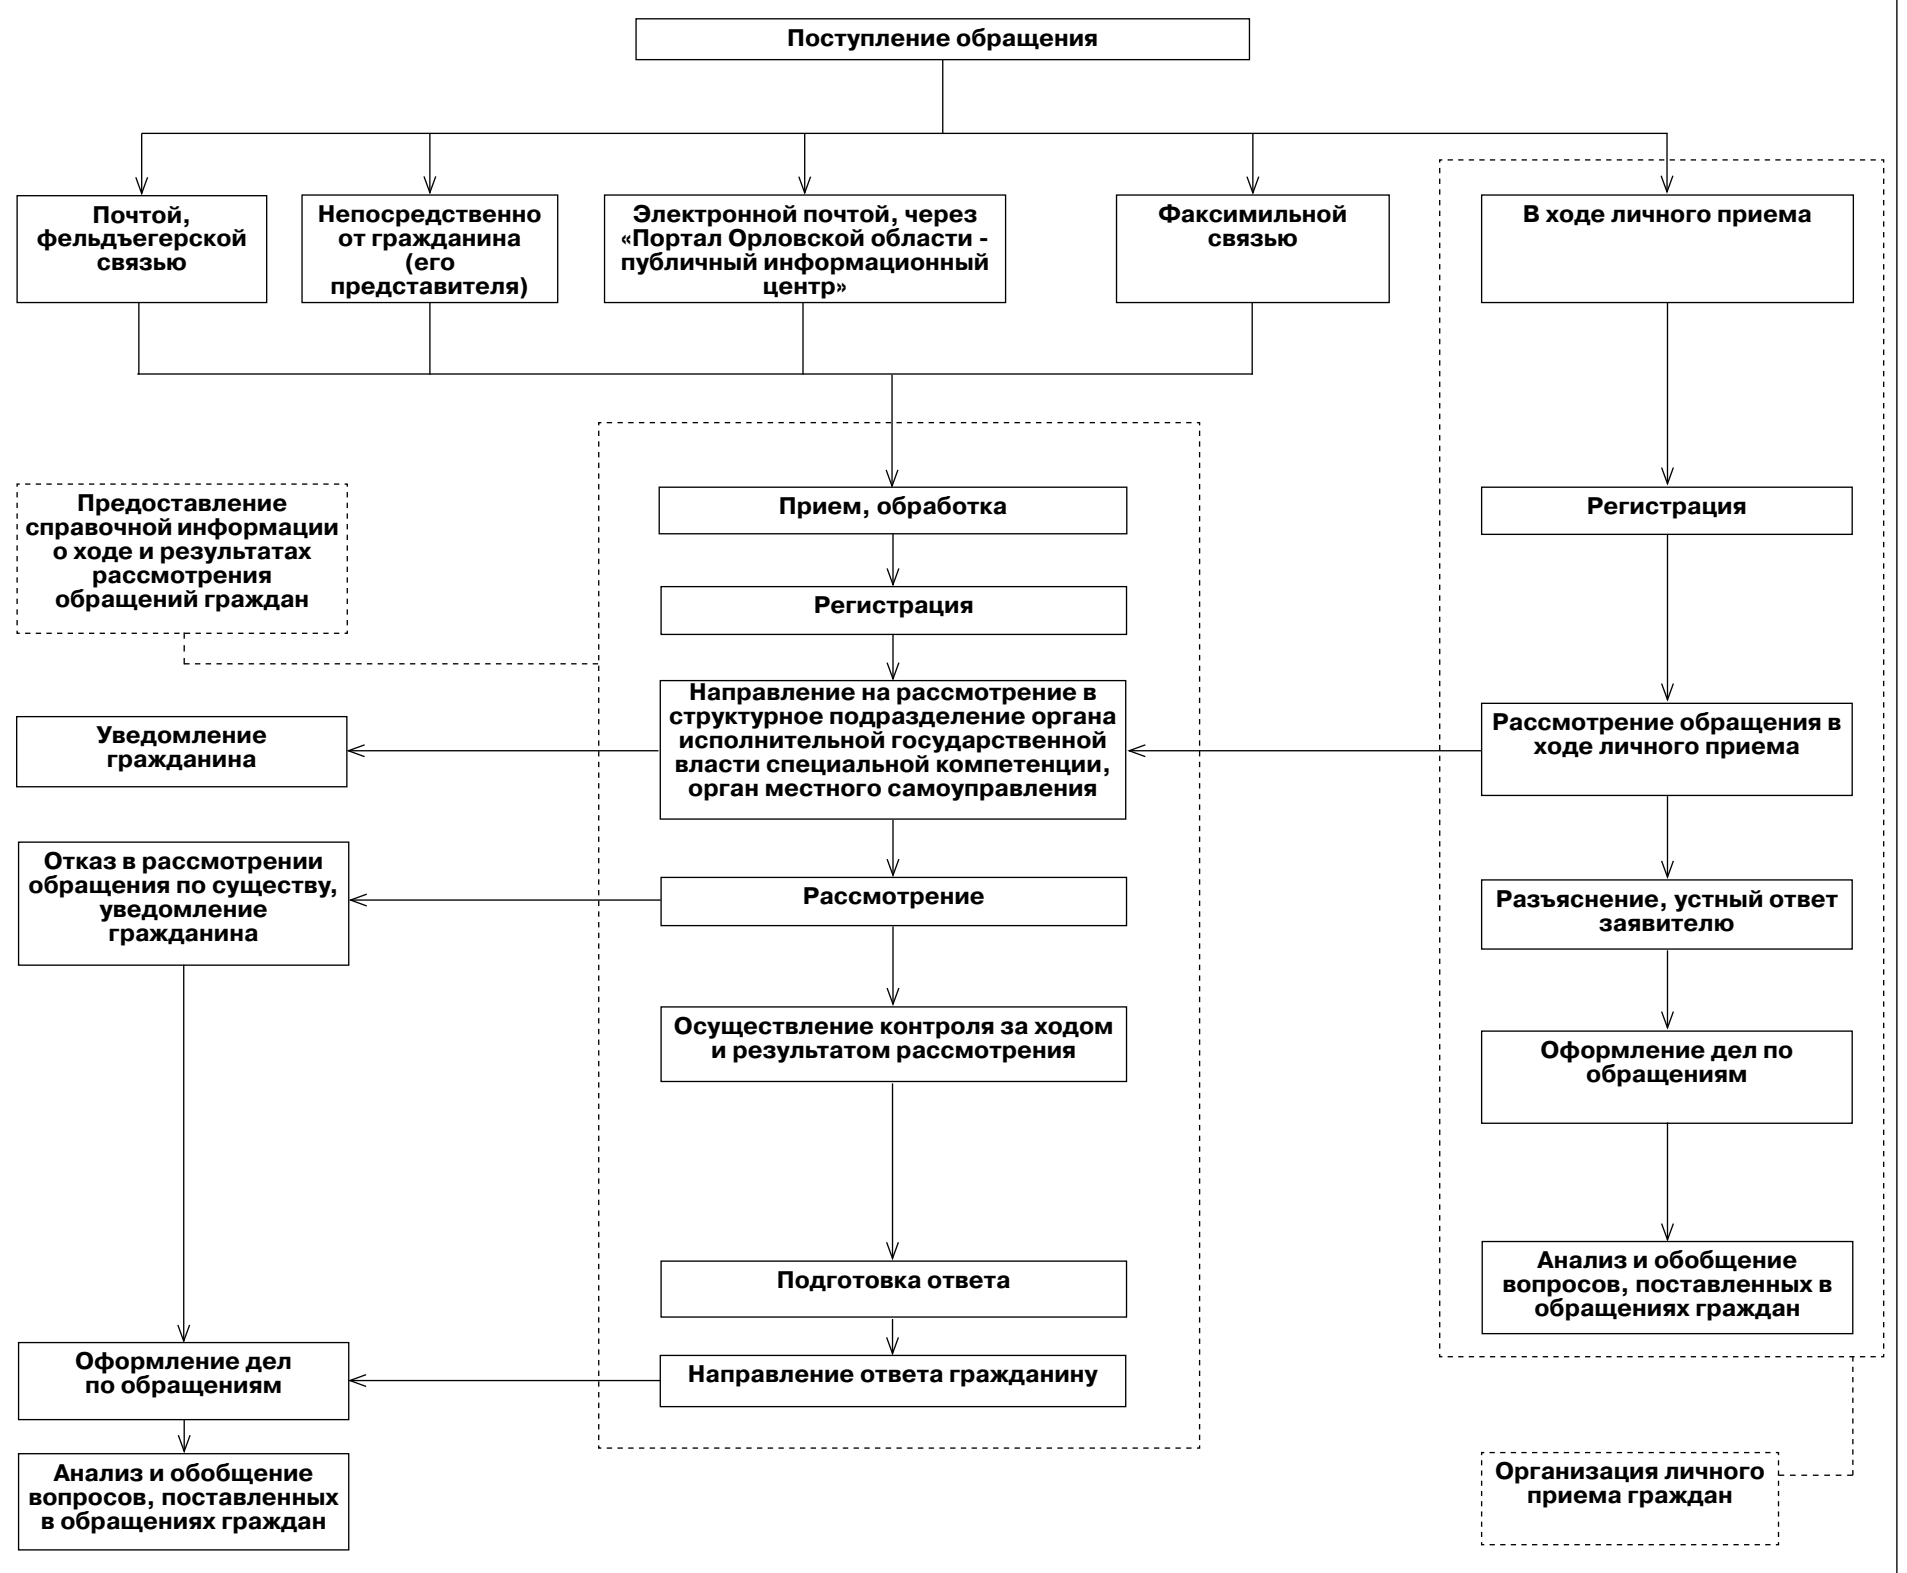 Поступление обращения
Почтой,
фельдъегерской
связью
Непосредственно
от гражданина
(его
представителя)
Электронной почтой, через
«Портал Орловской области -
публичный информационный
центр»
Факсимильной
связью
В ходе личного приема
Предоставление
справочной информации
о ходе и результатах
рассмотрения
обращений граждан
Прием, обработка
Регистрация
Регистрация
Направление на рассмотрение в
структурное подразделение органа
исполнительной государственной
власти специальной компетенции,
орган местного самоуправления
Уведомление
гражданина
Рассмотрение обращения в
ходе личного приема
Отказ в рассмотрении
обращения по существу,
уведомление
гражданина
Рассмотрение
Разъяснение, устный ответ
заявителю
Осуществление контроля за ходом
и результатом рассмотрения
Оформление дел по
обращениям
Подготовка ответа
Анализ и обобщение
вопросов, поставленных в
обращениях граждан
Оформление дел
по обращениям
Направление ответа гражданину
Анализ и обобщение
вопросов, поставленных
в обращениях граждан
Организация личного
приема граждан